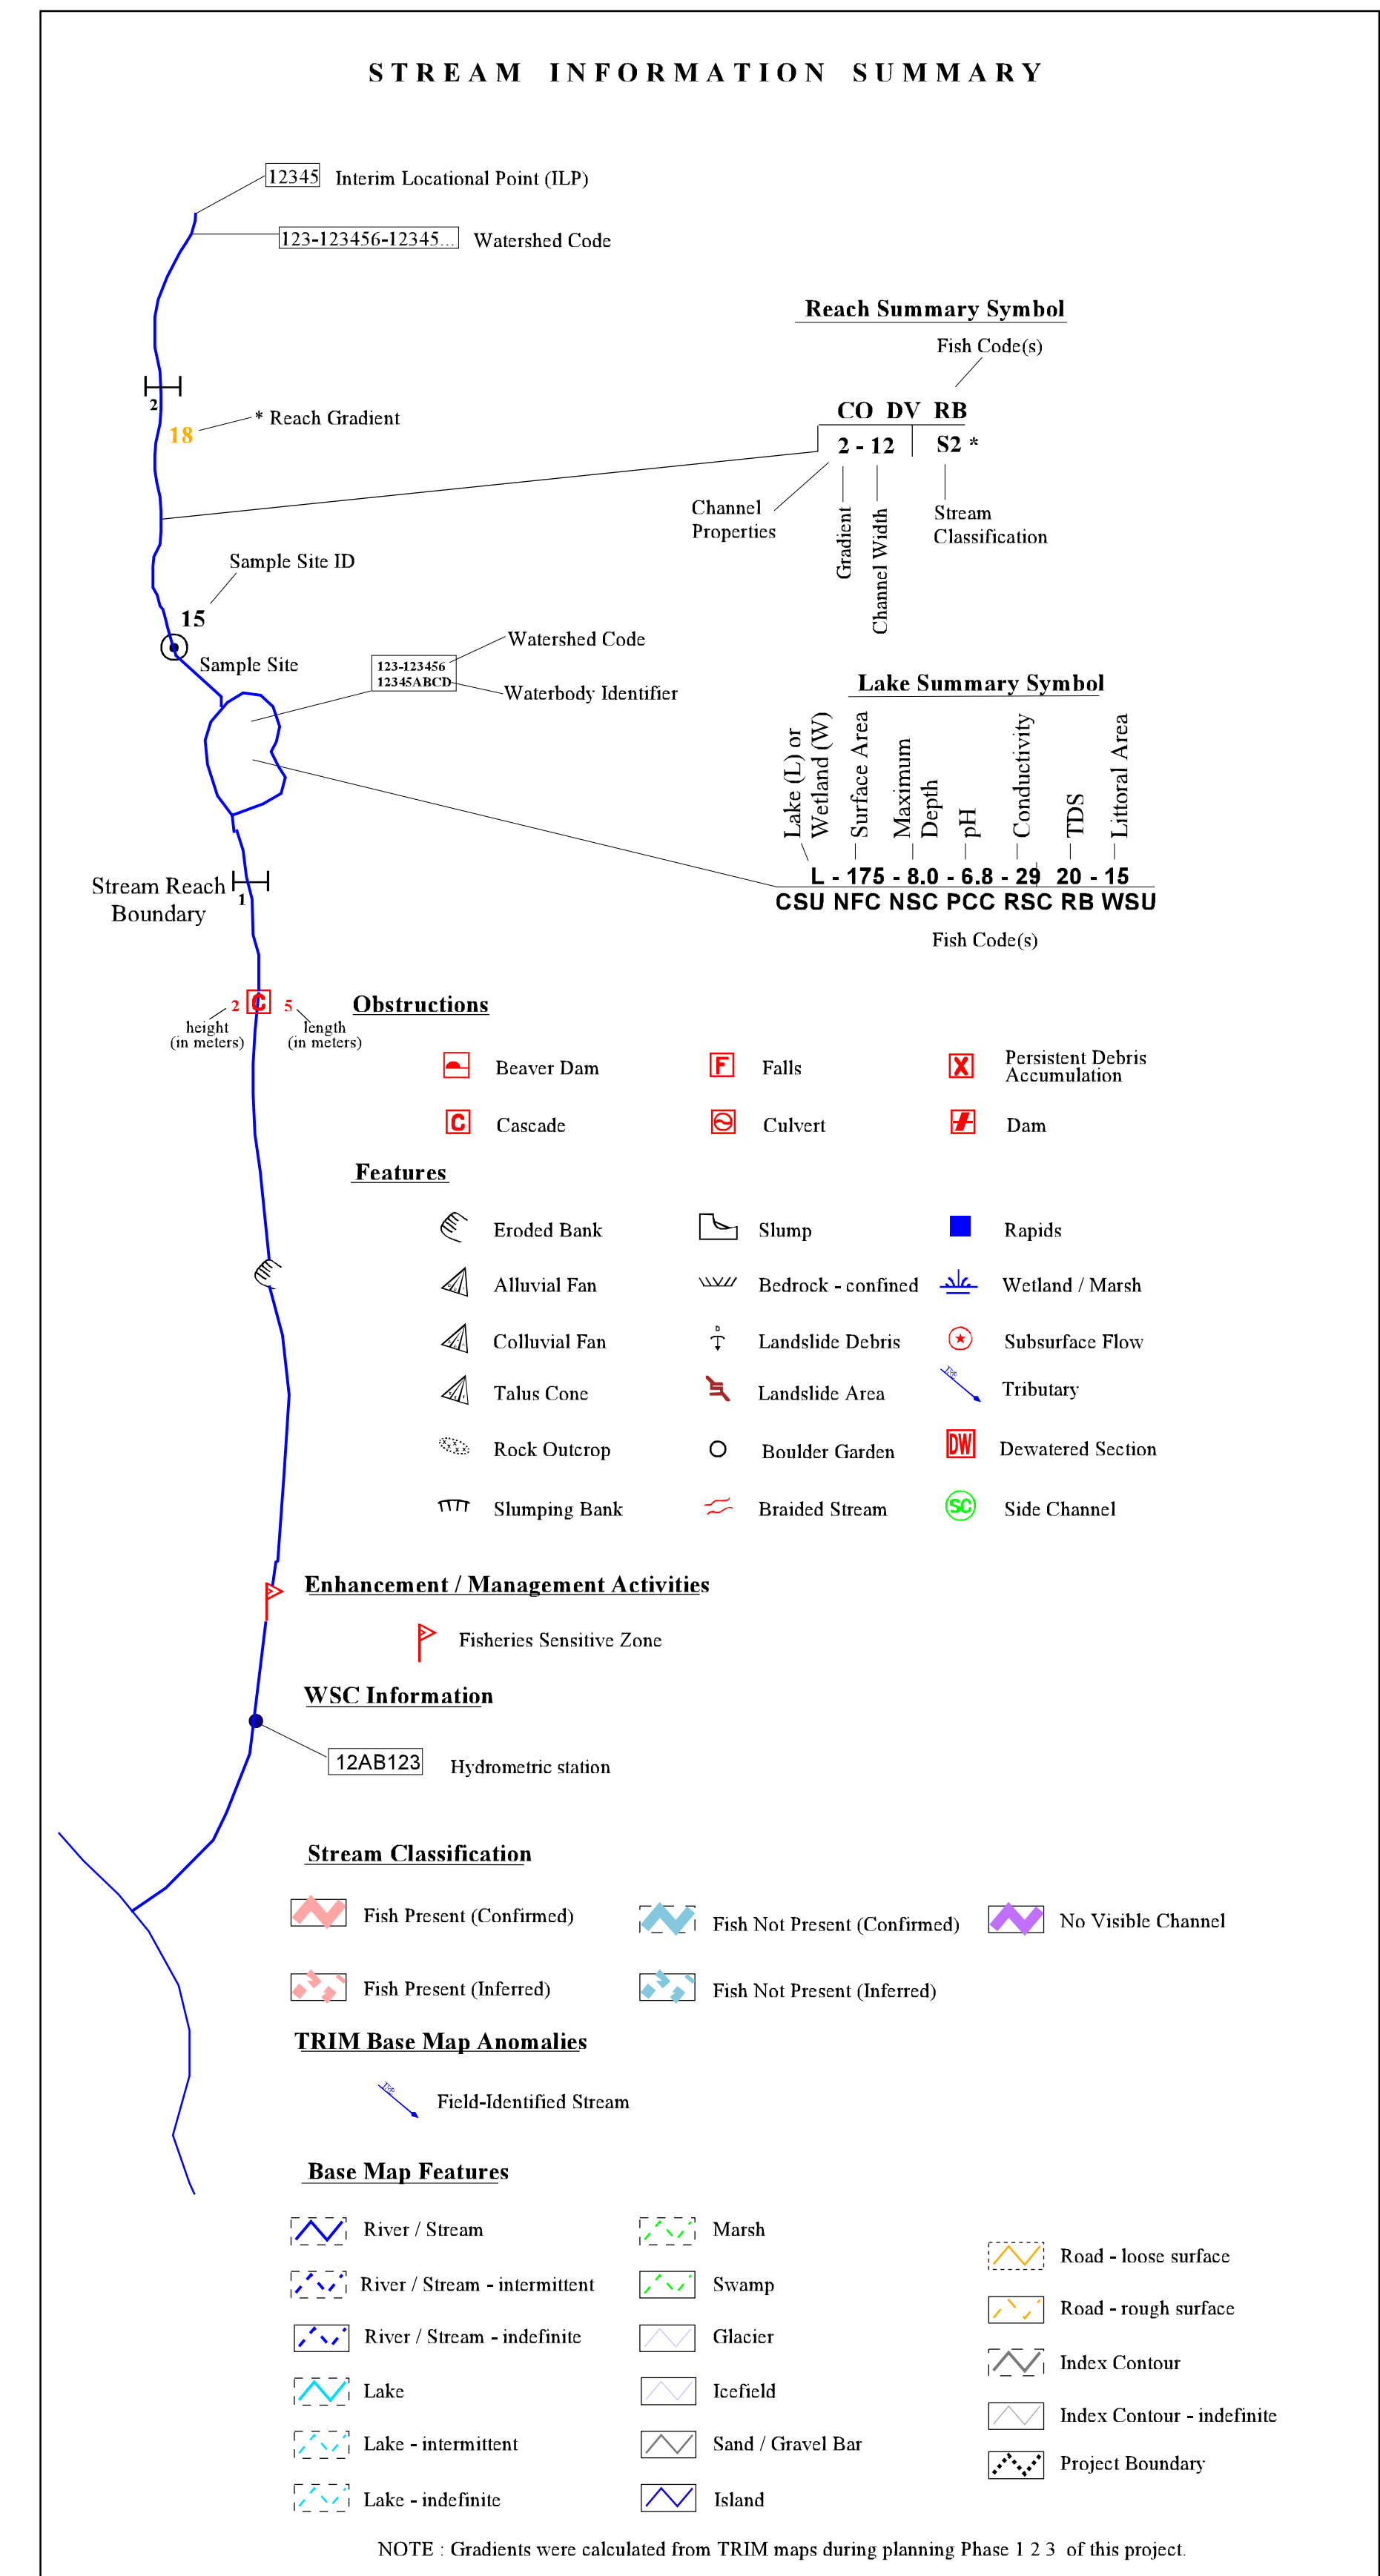 STREAM INFORMATION SUMMARY
12345 Interim Locational Point (ILP)
123-123456-12345... Watershed Code
Reach Summary Symbol
Fish Code(s)
2
18
* Reach Gradient
CO DV RB
2 - 12 S2 *
Channel
Properties
Gradient
Channel Width
Stream
Classification
Sample Site ID
15
Sample Site
123-123456
12345ABCD
Watershed Code
Waterbody Identifier
Lake Summary Symbol
Lake (L) or
Wetland (W)
Surface Area
Maximum
Depth
pH
Conductivity
TDS
Littoral Area
L - 175 - 8.0 - 6.8 - 29 20 - 15
CSU NFC NSC PCC RSC RB WSU
Fish Code(s)
Stream Reach
Boundary
1
2 C 5
height
(in meters)
length
(in meters)
Obstructions
Beaver Dam
F Falls
X Persistent Debris
Accumulation
C Cascade
Culvert
Dam
Features
Eroded Bank
Slump
Rapids
Alluvial Fan
Bedrock - confined
Wetland / Marsh
Colluvial Fan
D Landslide Debris
Subsurface Flow
Talus Cone
Landslide Area
Tributary
Rock Outcrop
Boulder Garden
DW Dewatered Section
Slumping Bank
Braided Stream
SC Side Channel
Enhancement / Management Activities
Fisheries Sensitive Zone
WSC Information
12AB123 Hydrometric station
Stream Classification
Fish Present (Confirmed)
Fish Not Present (Confirmed)
No Visible Channel
Fish Present (Inferred)
Fish Not Present (Inferred)
TRIM Base Map Anomalies
Field-Identified Stream
Base Map Features
River / Stream
Marsh
Road - loose surface
River / Stream - intermittent
Swamp
Road - rough surface
River / Stream - indefinite
Glacier
Index Contour
Lake
Icefield
Index Contour - indefinite
Lake - intermittent
Sand / Gravel Bar
Project Boundary
Lake - indefinite
Island
NOTE : Gradients were calculated from TRIM maps during planning Phase 1 2 3 of this project.